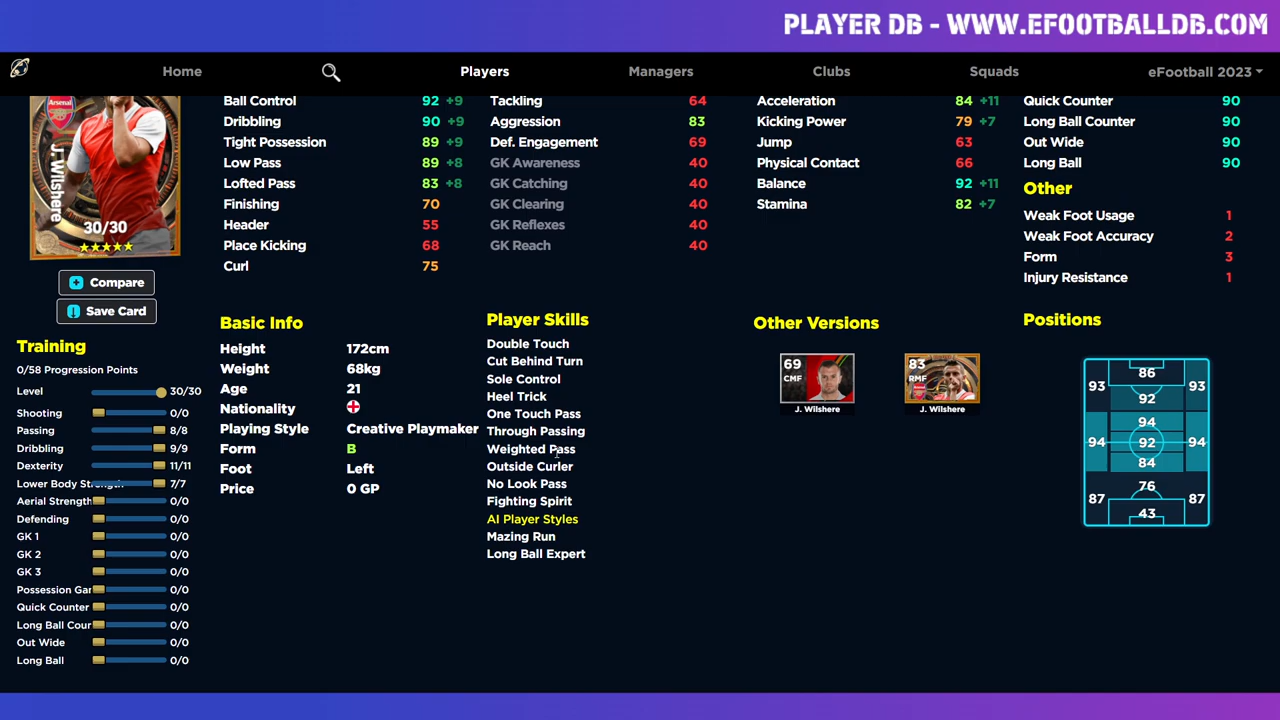 PLAYER DB - WWW.EFOOTBALLDB.COM
Home Players Managers Clubs Squads eFootball 2023
Ball Control 92 +9 Tackling 64 Acceleration 84 +11 Quick Counter 90
Dribbling 90 +9 Aggression 83 Kicking Power 79 +7 Long Ball Counter 90
Tight Possession 89 +9 Def. Engagement 69 Jump 63 Out Wide 90
Low Pass 89 +8 GK Awareness 40 Physical Contact 66 Long Ball 90
Lofted Pass 83 +8 GK Catching 40 Balance 92 +11 Other
Finishing 70 GK Clearing 40 Stamina 82 +7 Weak Foot Usage 1
Header 55 GK Reflexes 40 Weak Foot Accuracy 2
Place Kicking 68 GK Reach 40 Form 3
Curl 75 Injury Resistance 1
Arsenal
J. Wilshere
30/30
Compare
Save Card
Training
0/58 Progression Points
Level 30/30
Shooting 0/0
Passing 8/8
Dribbling 9/9
Dexterity 11/11
Lower Body Strength 7/7
Aerial Strength 0/0
Defending 0/0
GK 1 0/0
GK 2 0/0
GK 3 0/0
Possession Gar 0/0
Quick Counter 0/0
Long Ball Cour 0/0
Out Wide 0/0
Long Ball 0/0
Basic Info
Height 172cm
Weight 68kg
Age 21
Nationality
Playing Style Creative Playmaker
Form B
Foot Left
Price 0 GP
Player Skills
Double Touch
Cut Behind Turn
Sole Control
Heel Trick
One Touch Pass
Through Passing
Weighted Pass
Outside Curler
No Look Pass
Fighting Spirit
AI Player Styles
Mazing Run
Long Ball Expert
Other Versions
69 83
CMF RMF
J. Wilshere J. Wilshere
Positions
86
93 93
92
94
94 92 94
84
76
87 87
43